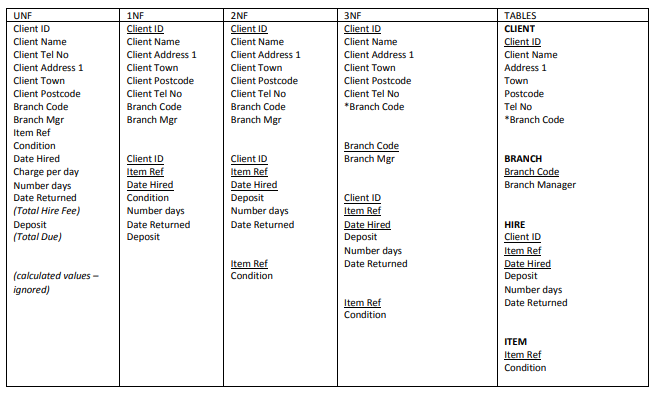 UNF
Client ID
Client Name
Client Tel No
Client Address 1
Client Town
Client Postcode
Branch Code
Branch Mgr
Item Ref
Condition
Date Hired
Charge per day
Number days
Date Returned
(Total Hire Fee)
Deposit
(Total Due)
(calculated values –
ignored)
1NF
Client ID
Client Name
Client Address 1
Client Town
Client Postcode
Client Tel No
Branch Code
Branch Mgr
Client ID
Item Ref
Date Hired
Condition
Number days
Date Returned
Deposit
2NF
Client ID
Client Name
Client Address 1
Client Town
Client Postcode
Client Tel No
Branch Code
Branch Mgr
Client ID
Item Ref
Date Hired
Deposit
Number days
Date Returned
Item Ref
Condition
3NF
Client ID
Client Name
Client Address 1
Client Town
Client Postcode
Client Tel No
*Branch Code
Branch Code
Branch Mgr
Client ID
Item Ref
Date Hired
Deposit
Number days
Date Returned
Item Ref
Condition
TABLES
CLIENT
Client ID
Client Name
Address 1
Town
Postcode
Tel No
*Branch Code
BRANCH
Branch Code
Branch Manager
HIRE
Client ID
Item Ref
Date Hired
Deposit
Number days
Date Returned
ITEM
Item Ref
Condition